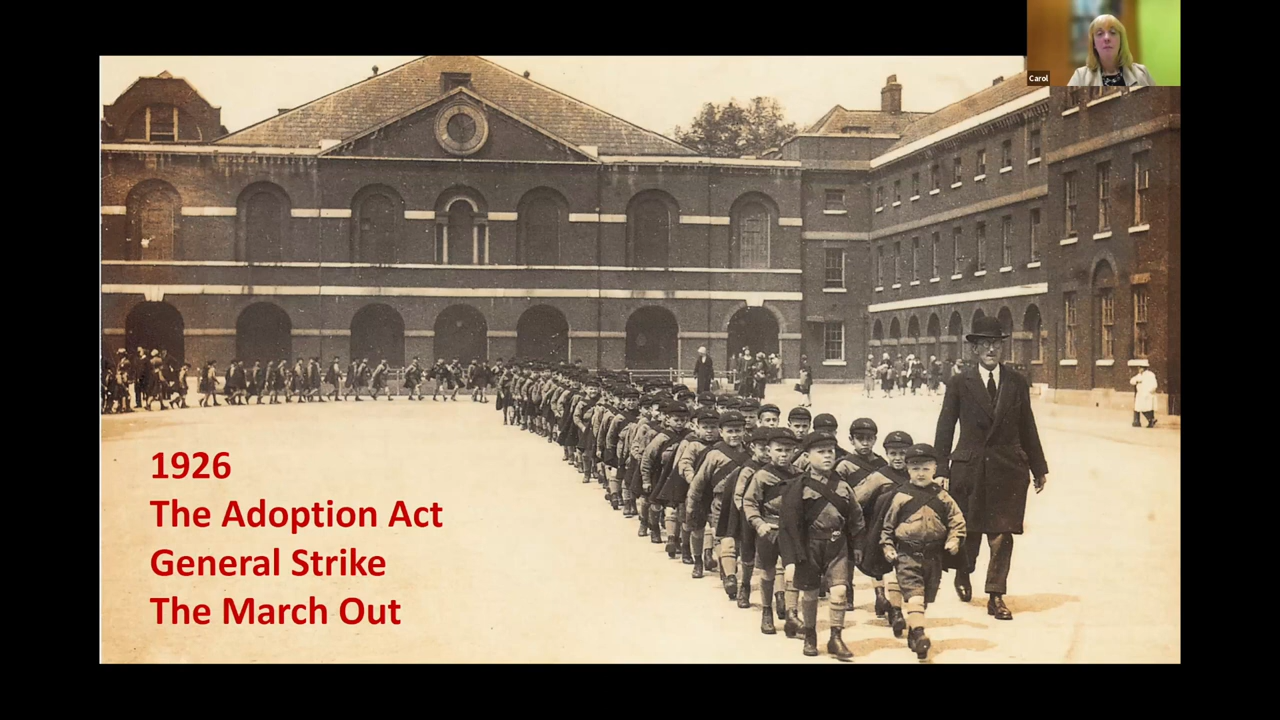 Carol
1926
The Adoption Act
General Strike
The March Out